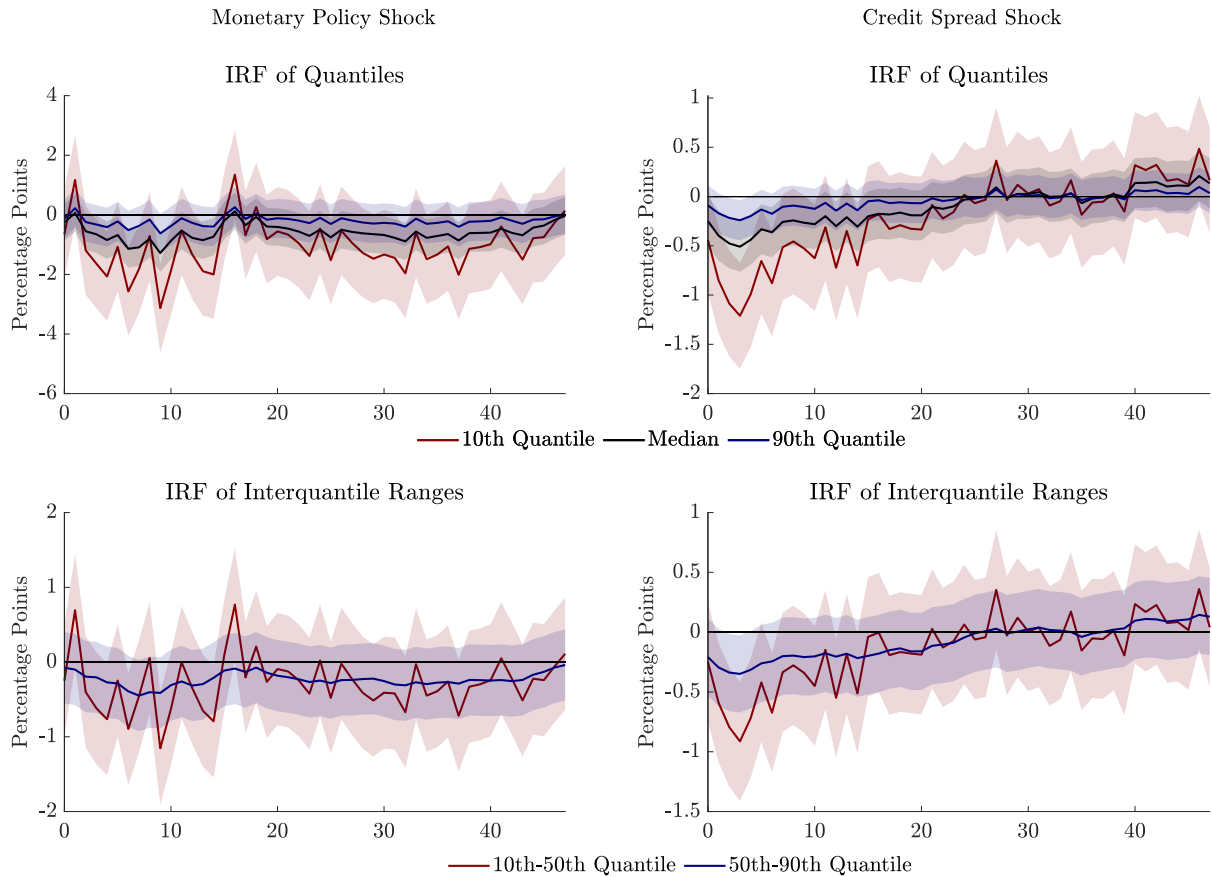 Monetary Policy Shock
Credit Spread Shock
IRF of Quantiles
IRF of Quantiles
Percentage Points
4
2
0
-2
-4
-6
0
10
20
30
40
Percentage Points
1
0.5
0
-0.5
-1
-1.5
-2
0
10
20
30
40
10th Quantile
Median
90th Quantile
IRF of Interquantile Ranges
IRF of Interquantile Ranges
Percentage Points
2
1
0
-1
-2
0
10
20
30
40
Percentage Points
1
0.5
0
-0.5
-1
-1.5
0
10
20
30
40
10th-50th Quantile
50th-90th Quantile